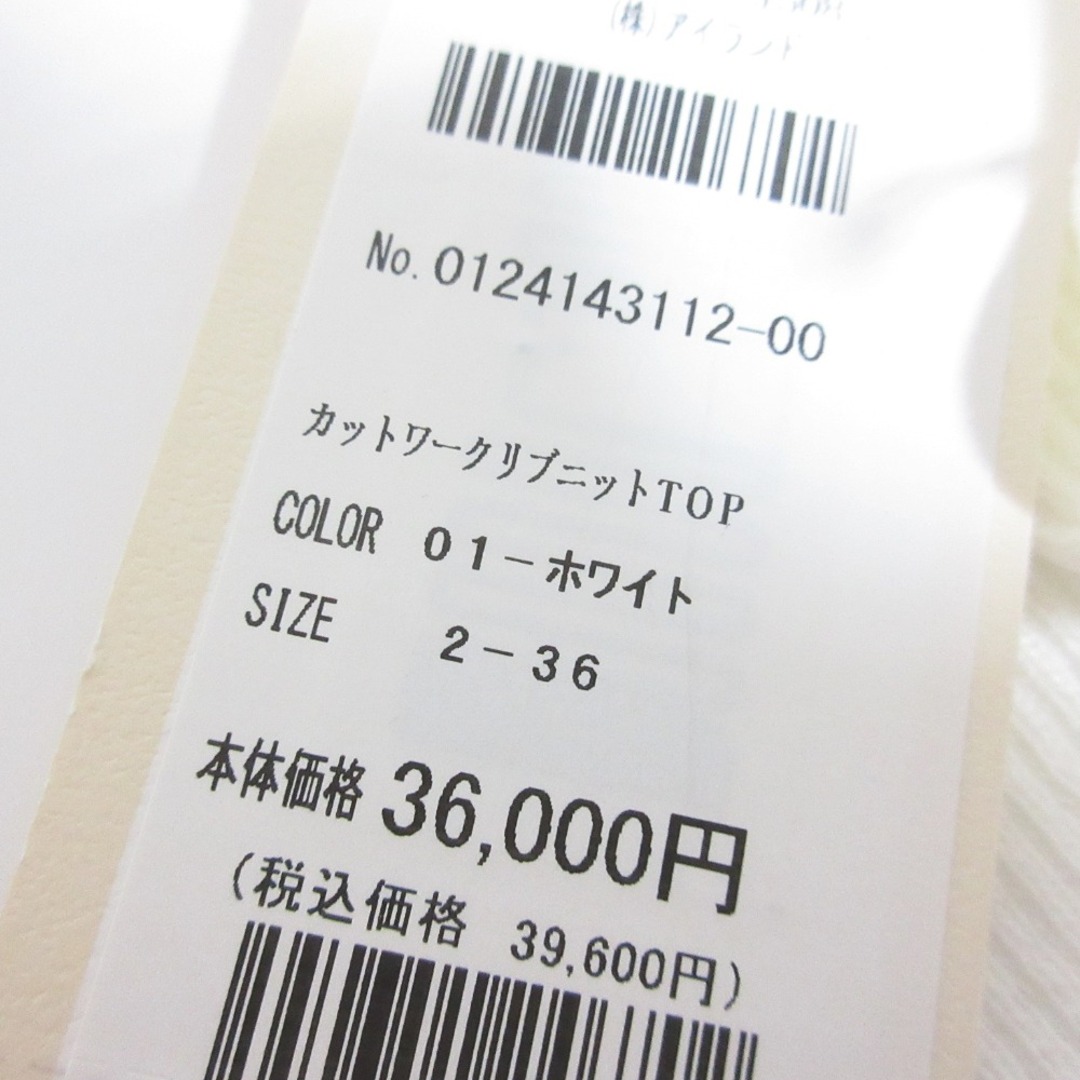 (株)アイランド
No. 0124143112-00
カットワークリブニットTOP
COLOR 01-ホワイト
SIZE 2-36
本体価格 36,000円
(税込価格 39,600円)